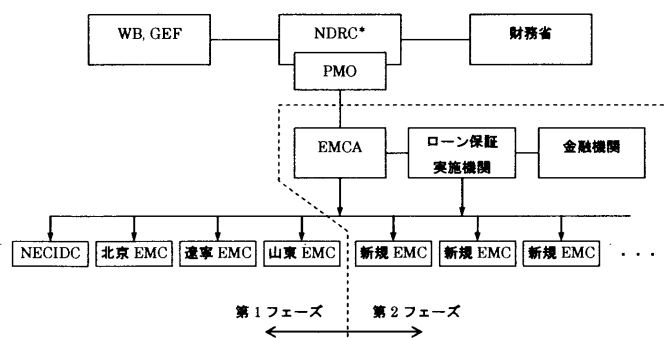 WB, GEF
NDRC*
財務省
PMO
EMCA
ローン保証
実施機関
金融機関
NECIDC
北京 EMC
遼寧 EMC
山東 EMC
新規 EMC
新規 EMC
新規 EMC
・・・
第1フェーズ
第2フェーズ